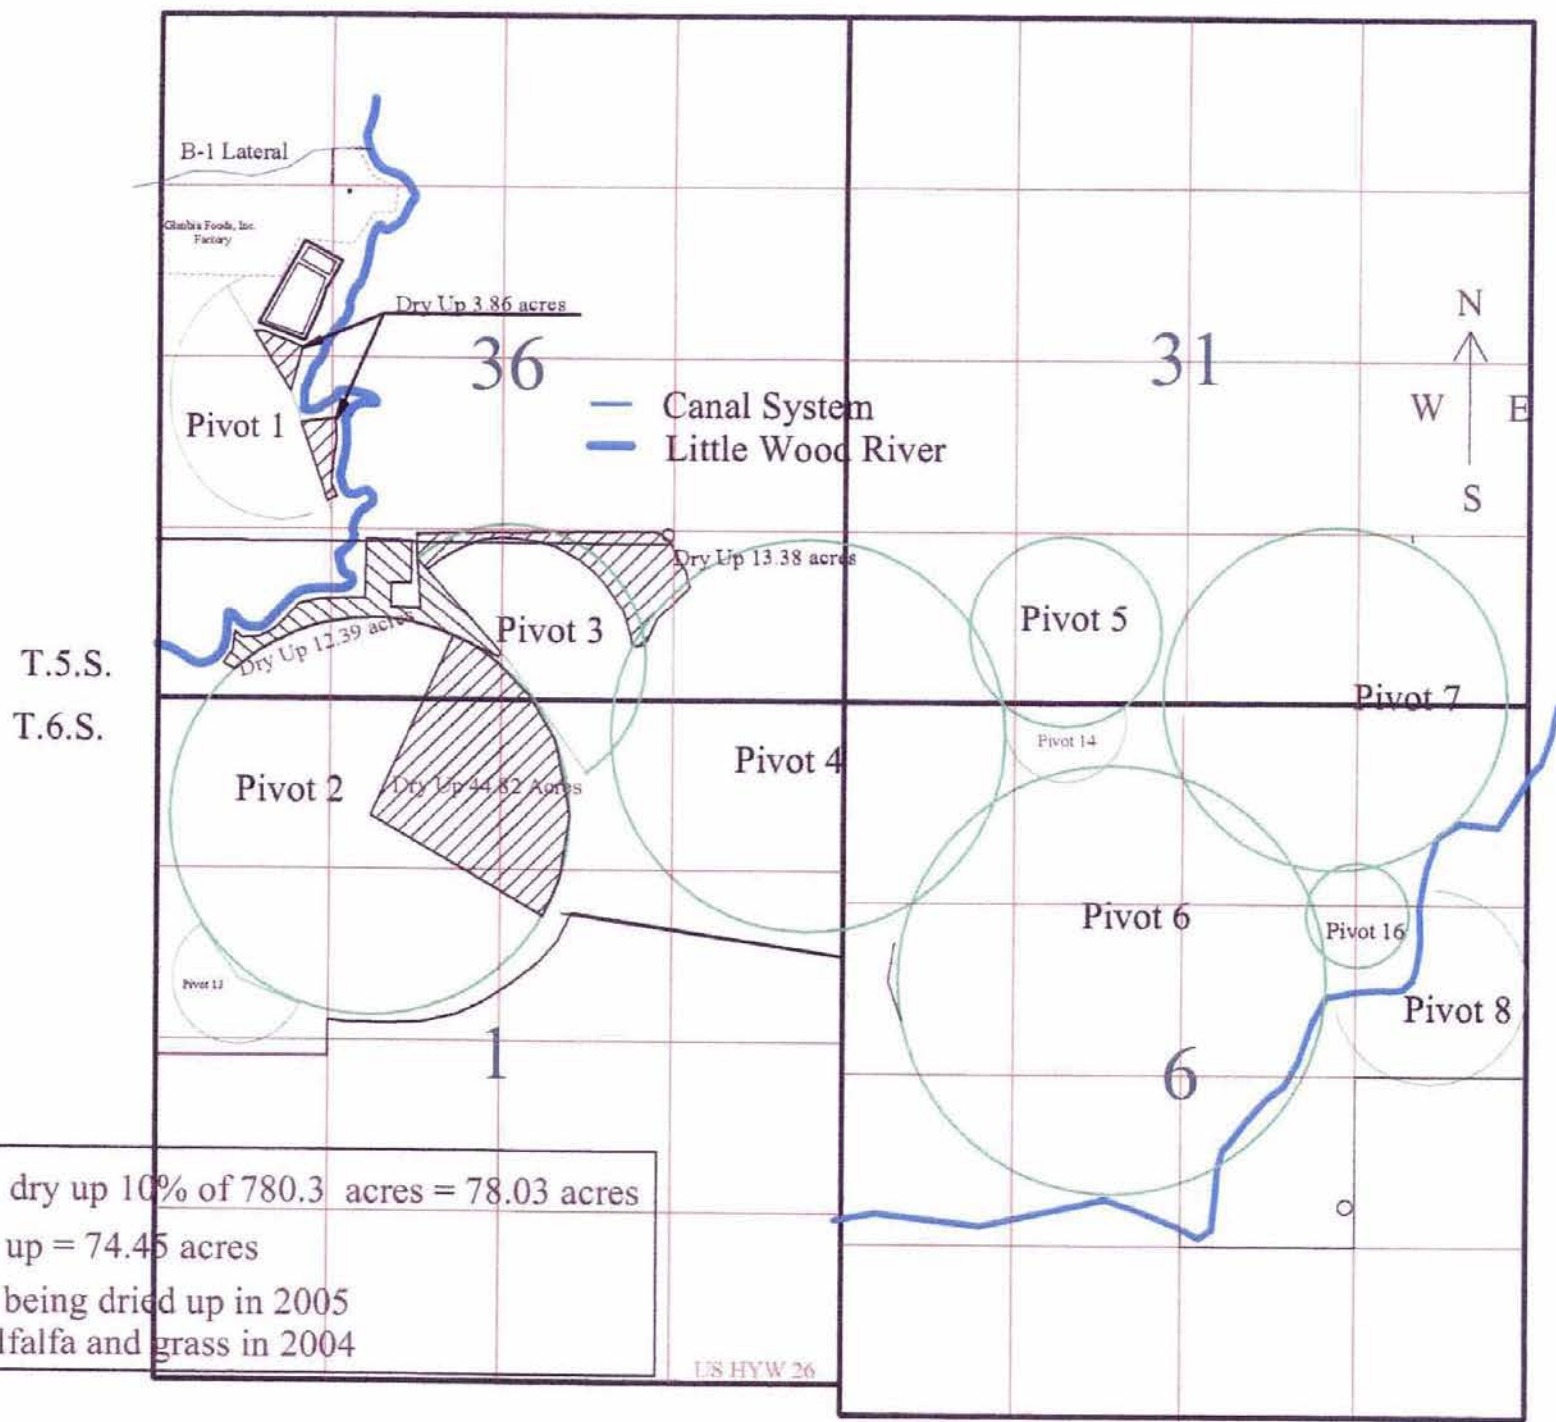 B-1 Lateral
Glanbia Foods, Inc.
Factory
Dry Up 3.86 acres
36
31
N
W E
S
Canal System
Little Wood River
Pivot 1
Dry Up 13.38 acres
Pivot 3
Pivot 5
Dry Up 12.39 acres
T.5.S.
T.6.S.
Pivot 7
Pivot 14
Pivot 4
Pivot 2
Dry Up 44.82 Acres
Pivot 6
Pivot 16
Pivot 13
Pivot 8
1
6
dry up 10% of 780.3 acres = 78.03 acres
up = 74.45 acres
being dried up in 2005
lfalfa and grass in 2004
US HYW 26